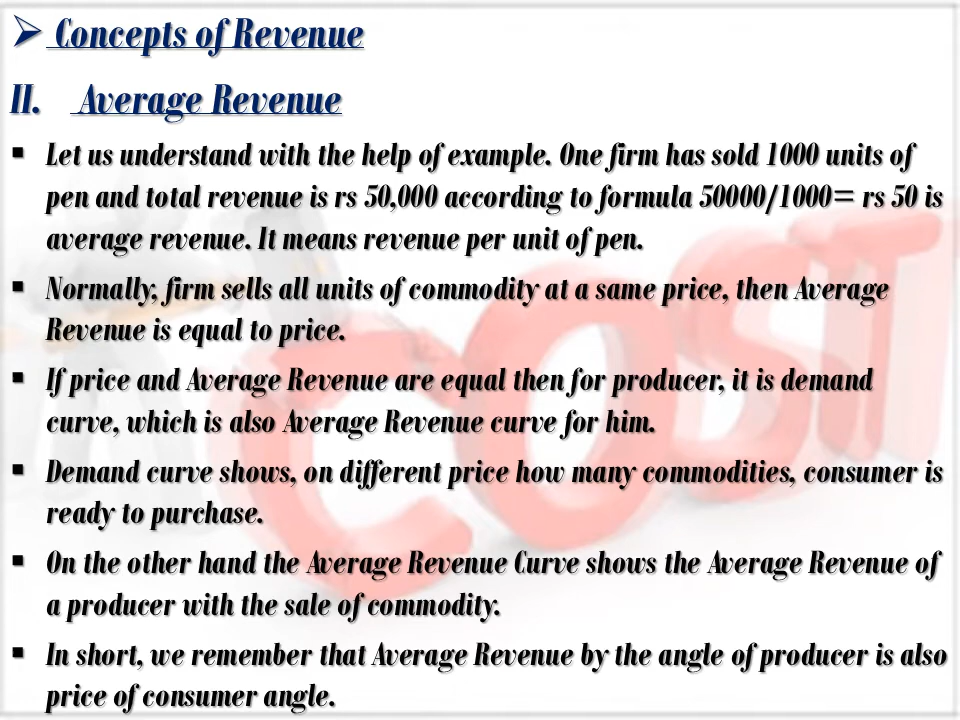 ➢ Concepts of Revenue
II. Average Revenue
▪ Let us understand with the help of example. One firm has sold 1000 units of
pen and total revenue is rs 50,000 according to formula 50000/1000= rs 50 is
average revenue. It means revenue per unit of pen.
▪ Normally, firm sells all units of commodity at a same price, then Average
Revenue is equal to price.
▪ If price and Average Revenue are equal then for producer, it is demand
curve, which is also Average Revenue curve for him.
▪ Demand curve shows, on different price how many commodities, consumer is
ready to purchase.
▪ On the other hand the Average Revenue Curve shows the Average Revenue of
a producer with the sale of commodity.
▪ In short, we remember that Average Revenue by the angle of producer is also
price of consumer angle.
COST